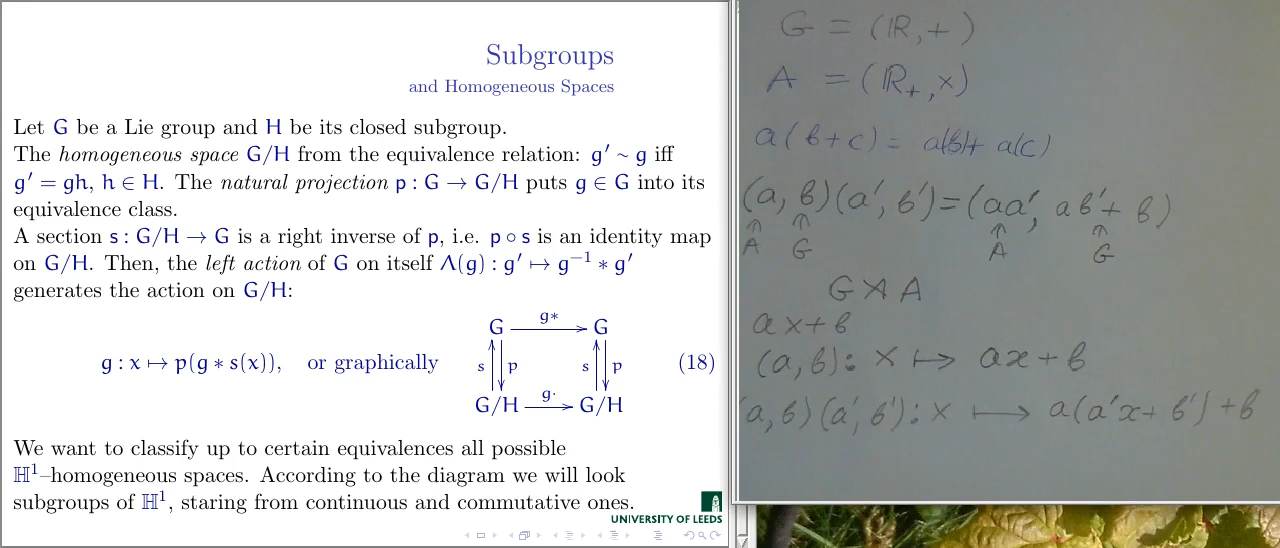 Subgroups
and Homogeneous Spaces
Let G be a Lie group and H be its closed subgroup.
The homogeneous space G/H from the equivalence relation: g′ ~ g iff
g′ = gh, h ∈ H. The natural projection p : G → G/H puts g ∈ G into its
equivalence class.
A section s : G/H → G is a right inverse of p, i.e. p ∘ s is an identity map
on G/H. Then, the left action of G on itself Λ(g) : g′ ↦ g⁻¹ ∗ g′
generates the action on G/H:
g∗
G G
g : x ↦ p(g ∗ s(x)), or graphically s p s p (18)
g·
G/H G/H
We want to classify up to certain equivalences all possible
ℍ¹–homogeneous spaces. According to the diagram we will look
subgroups of ℍ¹, staring from continuous and commutative ones.
UNIVERSITY OF LEEDS
G = (ℝ, +)
A = (ℝ₊, ×)
a(b+c) = a(b)+ a(c)
(a, b)(a′, b′)=(aa′, ab′+ b)
↑ ↑ ↑ ↑
A G A G
G ⋊ A
ax+b
(a, b): x ↦ ax+b
(a, b)(a′, b′): x ↦ a(a′x+ b′)+b